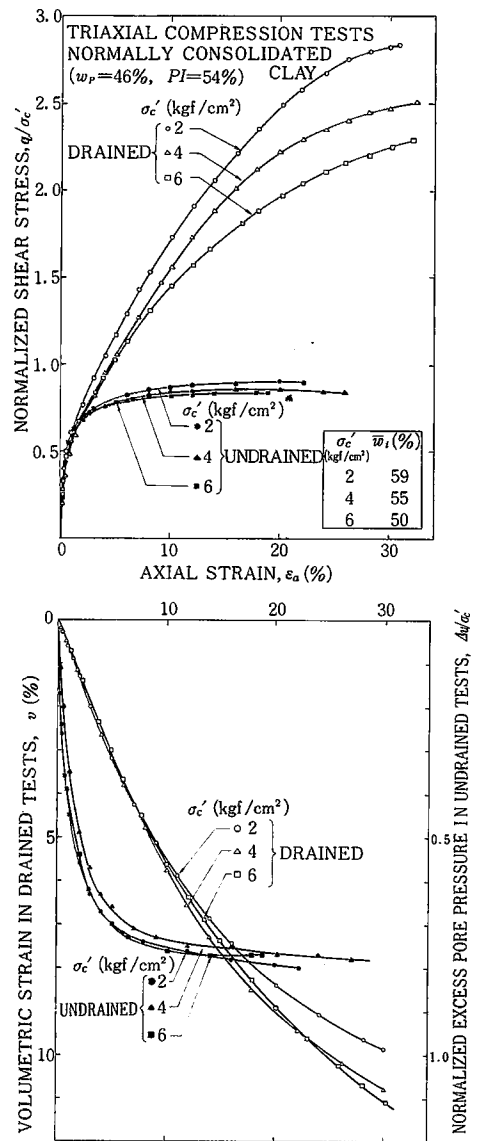 3.0
TRIAXIAL COMPRESSION TESTS
NORMALLY CONSOLIDATED
CLAY
(wP=46%, PI=54%)
σc′ (kgf/cm²)
2
DRAINED
4
6
2.5
2.0
1.5
1.0
0.5
0
NORMALIZED SHEAR STRESS, q/σc′
σc′
(kgf/cm²)
2
4 UNDRAINED
6
σc′ w̅i(%)
(kgf/cm²)
2 59
4 55
6 50
0 10 20 30
AXIAL STRAIN, εa(%)
0 10 20 30
0
5
10
VOLUMETRIC STRAIN IN DRAINED TESTS, v(%)
σc′ (kgf/cm²)
2
4 DRAINED
6
σc′ (kgf/cm²)
2
UNDRAINED 4
6
0.5
1.0
NORMALIZED EXCESS PORE PRESSURE IN UNDRAINED TESTS, Δu/σc′